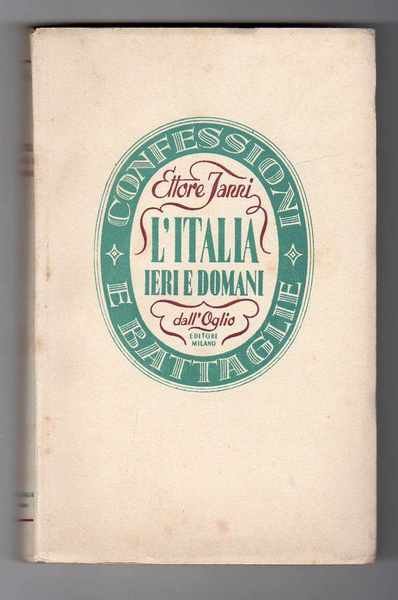 CONFESSIONI
Ettore Janni
L'ITALIA
IERI E DOMANI
dall'Oglio
EDITORE
MILANO
E BATTAGLIE